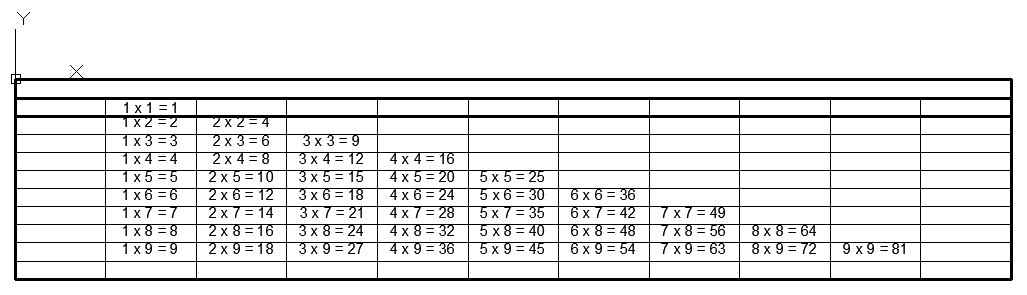 Y
X
1 x 1 = 1
1 x 2 = 2 2 x 2 = 4
1 x 3 = 3 2 x 3 = 6 3 x 3 = 9
1 x 4 = 4 2 x 4 = 8 3 x 4 = 12 4 x 4 = 16
1 x 5 = 5 2 x 5 = 10 3 x 5 = 15 4 x 5 = 20 5 x 5 = 25
1 x 6 = 6 2 x 6 = 12 3 x 6 = 18 4 x 6 = 24 5 x 6 = 30 6 x 6 = 36
1 x 7 = 7 2 x 7 = 14 3 x 7 = 21 4 x 7 = 28 5 x 7 = 35 6 x 7 = 42 7 x 7 = 49
1 x 8 = 8 2 x 8 = 16 3 x 8 = 24 4 x 8 = 32 5 x 8 = 40 6 x 8 = 48 7 x 8 = 56 8 x 8 = 64
1 x 9 = 9 2 x 9 = 18 3 x 9 = 27 4 x 9 = 36 5 x 9 = 45 6 x 9 = 54 7 x 9 = 63 8 x 9 = 72 9 x 9 = 81